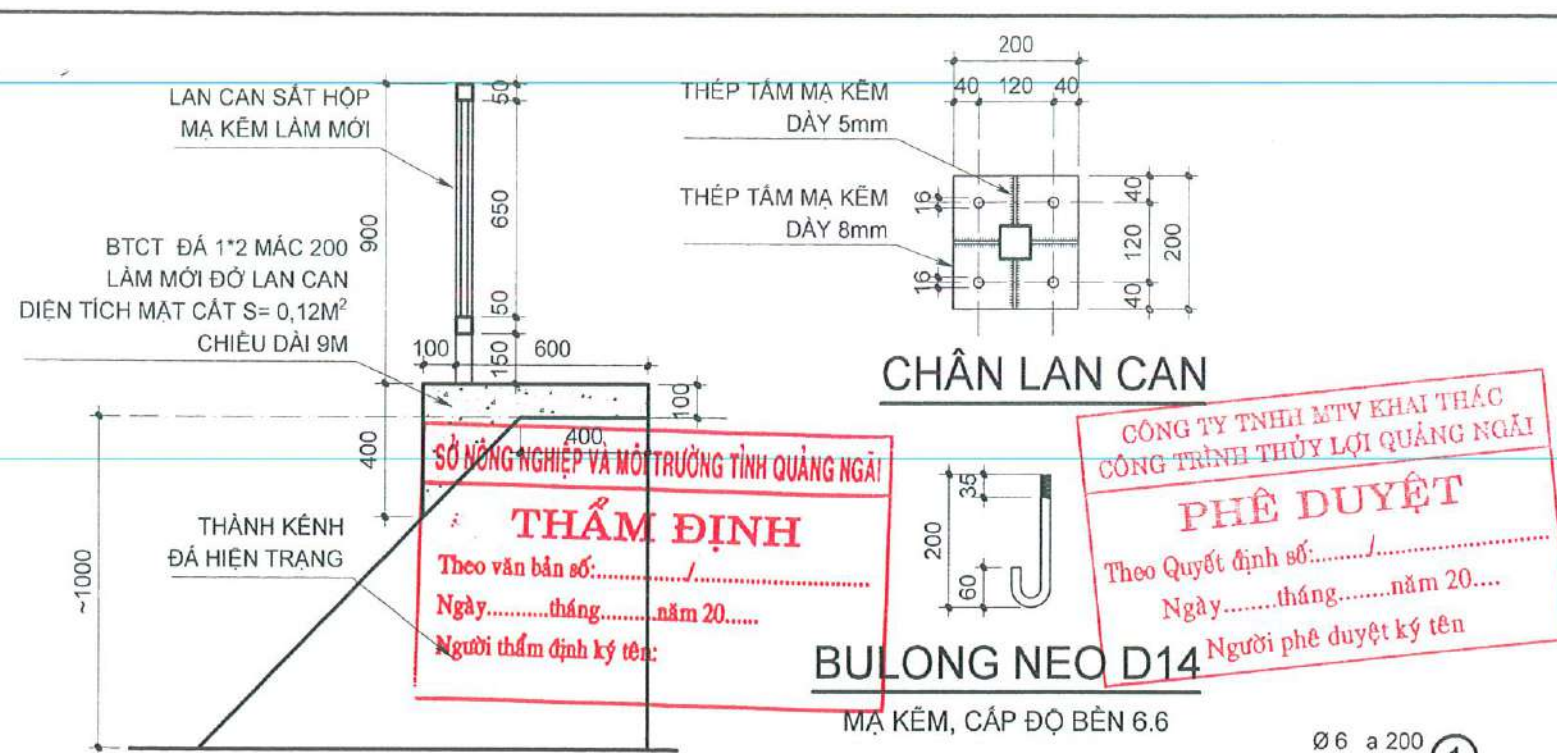 LAN CAN SẮT HỘP
MẠ KẼM LÀM MỚI
BTCT ĐÁ 1*2 MÁC 200
LÀM MỚI ĐỠ LAN CAN
DIỆN TÍCH MẶT CẮT S= 0,12M²
CHIỀU DÀI 9M
THÀNH KÊNH
ĐÁ HIỆN TRẠNG
900
50
650
50
150
100
600
100
400
400
~1000
THÉP TẤM MẠ KẼM
DÀY 5mm
THÉP TẤM MẠ KẼM
DÀY 8mm
200
40 120 40
16
16
40
120
40
200
CHÂN LAN CAN
35
200
60
BULONG NEO D14
MẠ KẼM, CẤP ĐỘ BỀN 6.6
SỞ NÔNG NGHIỆP VÀ MÔI TRƯỜNG TỈNH QUẢNG NGÃI
THẨM ĐỊNH
Theo văn bản số:............../..........................
Ngày..........tháng.........năm 20......
Người thẩm định ký tên:
CÔNG TY TNHH MTV KHAI THÁC
CÔNG TRÌNH THỦY LỢI QUẢNG NGÃI
PHÊ DUYỆT
Theo Quyết định số:......../..........................
Ngày........tháng........năm 20....
Người phê duyệt ký tên
Ø 6 a 200
1